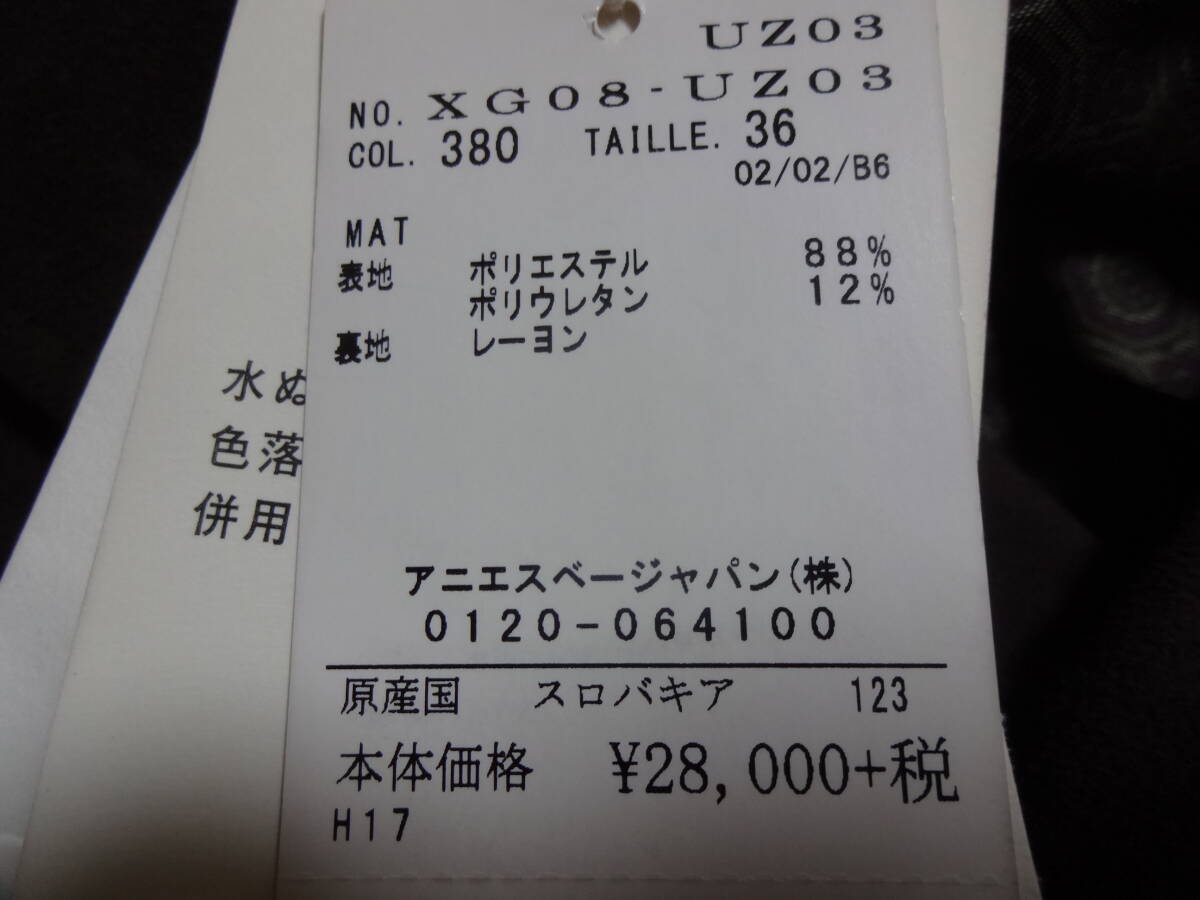 UZ03
NO. XG08-UZ03
COL. 380 TAILLE. 36
02/02/B6
MAT
表地 ポリエステル 88%
ポリウレタン 12%
裏地 レーヨン
水ぬ
色落
併用
アニエスベージャパン(株)
0120-064100
原産国 スロバキア 123
本体価格 ¥28,000+税
H17